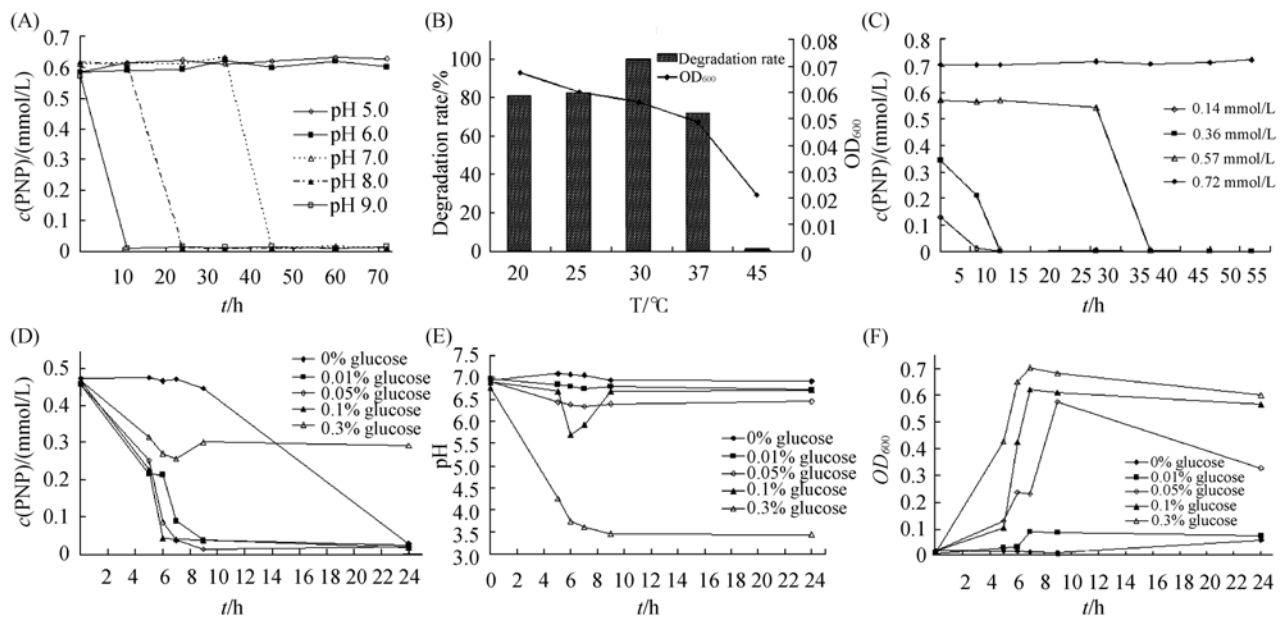 (A)
c(PNP)/(mmol/L)
0.7
0.6
0.5
0.4
0.3
0.2
0.1
0
pH 5.0
pH 6.0
pH 7.0
pH 8.0
pH 9.0
10 20 30 40 50 60 70
t/h
(B)
Degradation rate/%
100
80
60
40
20
0
Degradation rate
OD600
0.08
0.07
0.06
0.05
0.04
0.03
0.02
0.01
0
OD600
20 25 30 37 45
T/°C
(C)
c(PNP)/(mmol/L)
0.8
0.7
0.6
0.5
0.4
0.3
0.2
0.1
0
0.14 mmol/L
0.36 mmol/L
0.57 mmol/L
0.72 mmol/L
5 10 15 20 25 30 35 40 45 50 55
t/h
(D)
c(PNP)/(mmol/L)
0.5
0.4
0.3
0.2
0.1
0
0% glucose
0.01% glucose
0.05% glucose
0.1% glucose
0.3% glucose
2 4 6 8 10 12 14 16 18 20 22 24
t/h
(E)
pH
7.5
7.0
6.5
6.0
5.5
5.0
4.5
4.0
3.5
3.0
0% glucose
0.01% glucose
0.05% glucose
0.1% glucose
0.3% glucose
0 2 4 6 8 10 12 14 16 18 20 22 24
t/h
(F)
OD600
0.8
0.7
0.6
0.5
0.4
0.3
0.2
0.1
0
0% glucose
0.01% glucose
0.05% glucose
0.1% glucose
0.3% glucose
2 4 6 8 10 12 14 16 18 20 22 24
t/h